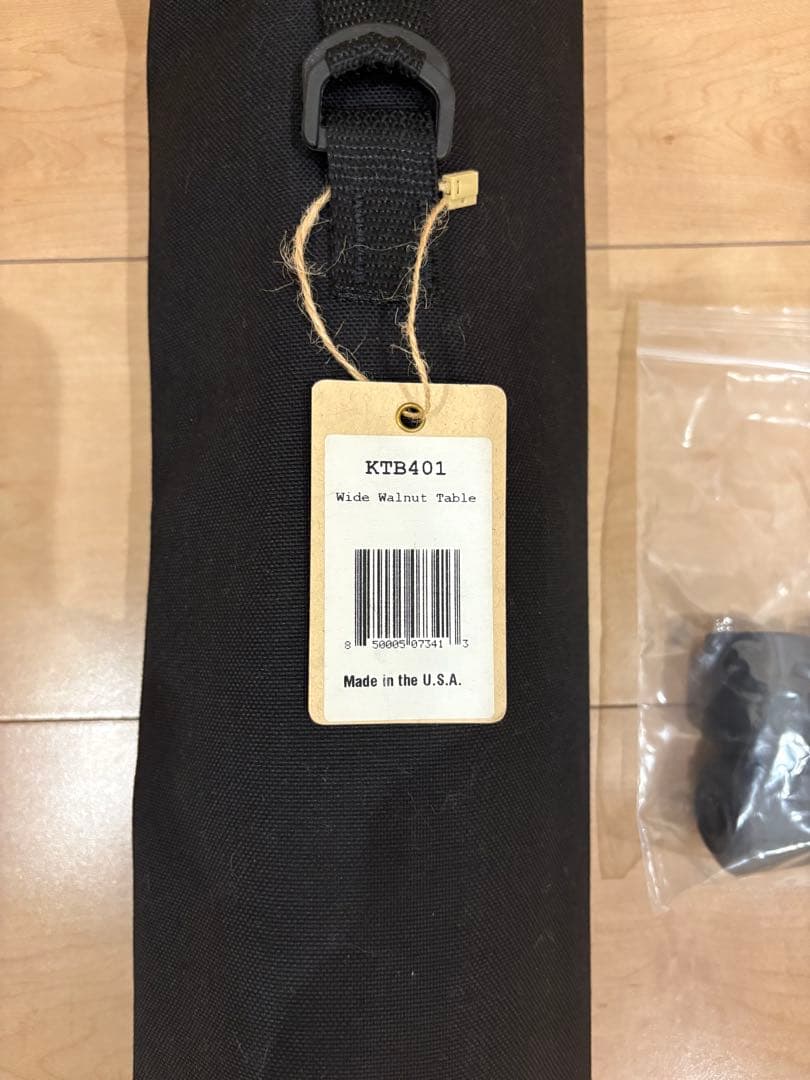 KTB401
Wide Walnut Table
8 50005 07341 3
Made in the U.S.A.